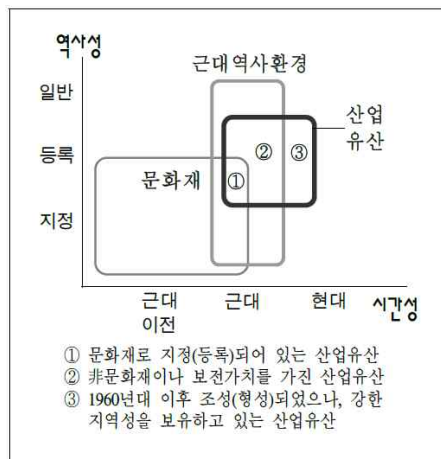 역사성
근대역사환경
일반
산업
유산
등록
②
③
문화재
①
지정
근대
이전
근대
현대
시간성
① 문화재로 지정(등록)되어 있는 산업유산
② 非문화재이나 보전가치를 가진 산업유산
③ 1960년대 이후 조성(형성)되었으나, 강한
지역성을 보유하고 있는 산업유산